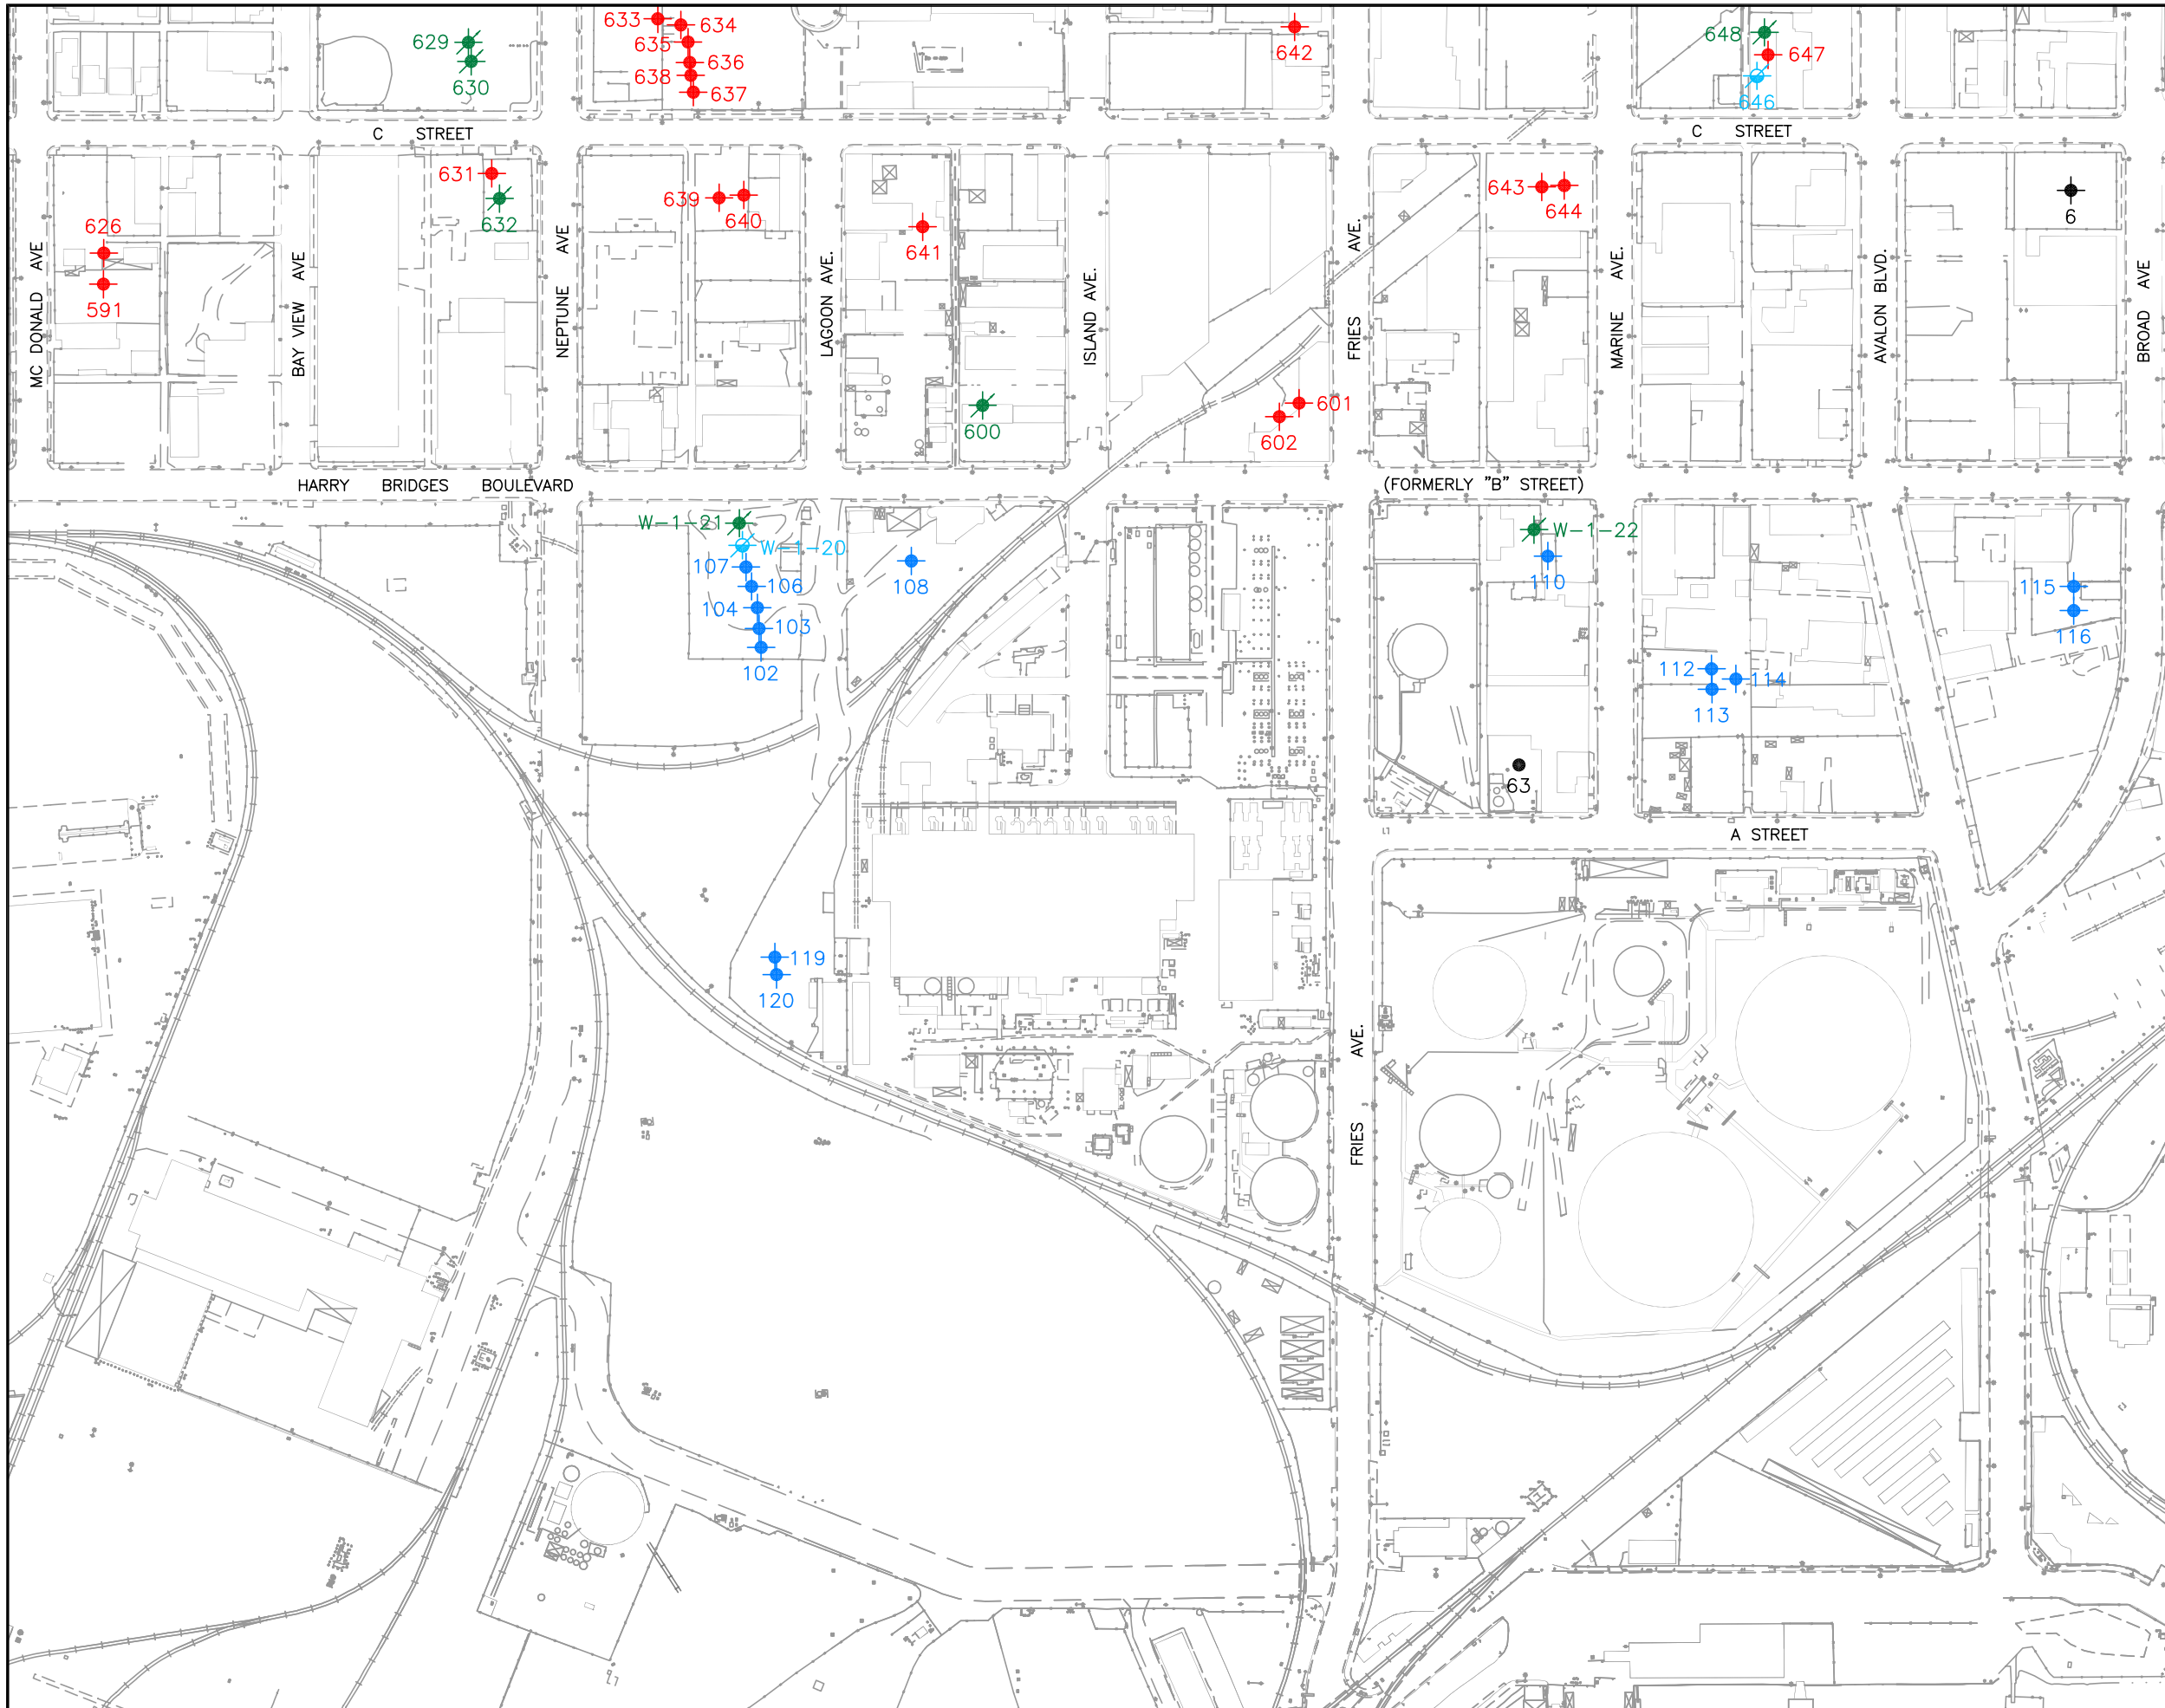 633
634
642
648
629
635
647
636
638
630
637
646
C STREET
C STREET
631
632
639
640
643
644
6
626
641
591
MC DONALD AVE
BAY VIEW AVE
NEPTUNE AVE
LAGOON AVE.
ISLAND AVE.
FRIES AVE.
MARINE AVE.
AVALON BLVD.
BROAD AVE
600
601
602
HARRY BRIDGES BOULEVARD
(FORMERLY "B" STREET)
W-1-21
W-1-22
W-1-20
107
108
110
106
115
104
103
116
102
112
114
113
63
A STREET
119
120
FRIES AVE.